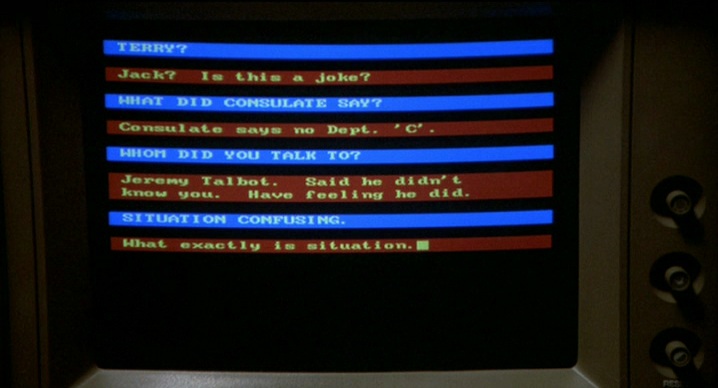 TERRY?
Jack?  Is this a joke?
WHAT DID CONSULATE SAY?
Consulate says no Dept. 'C'.
WHOM DID YOU TALK TO?
Jeremy Talbot.  Said he didn't
know you.  Have feeling he did.
SITUATION CONFUSING.
What exactly is situation.